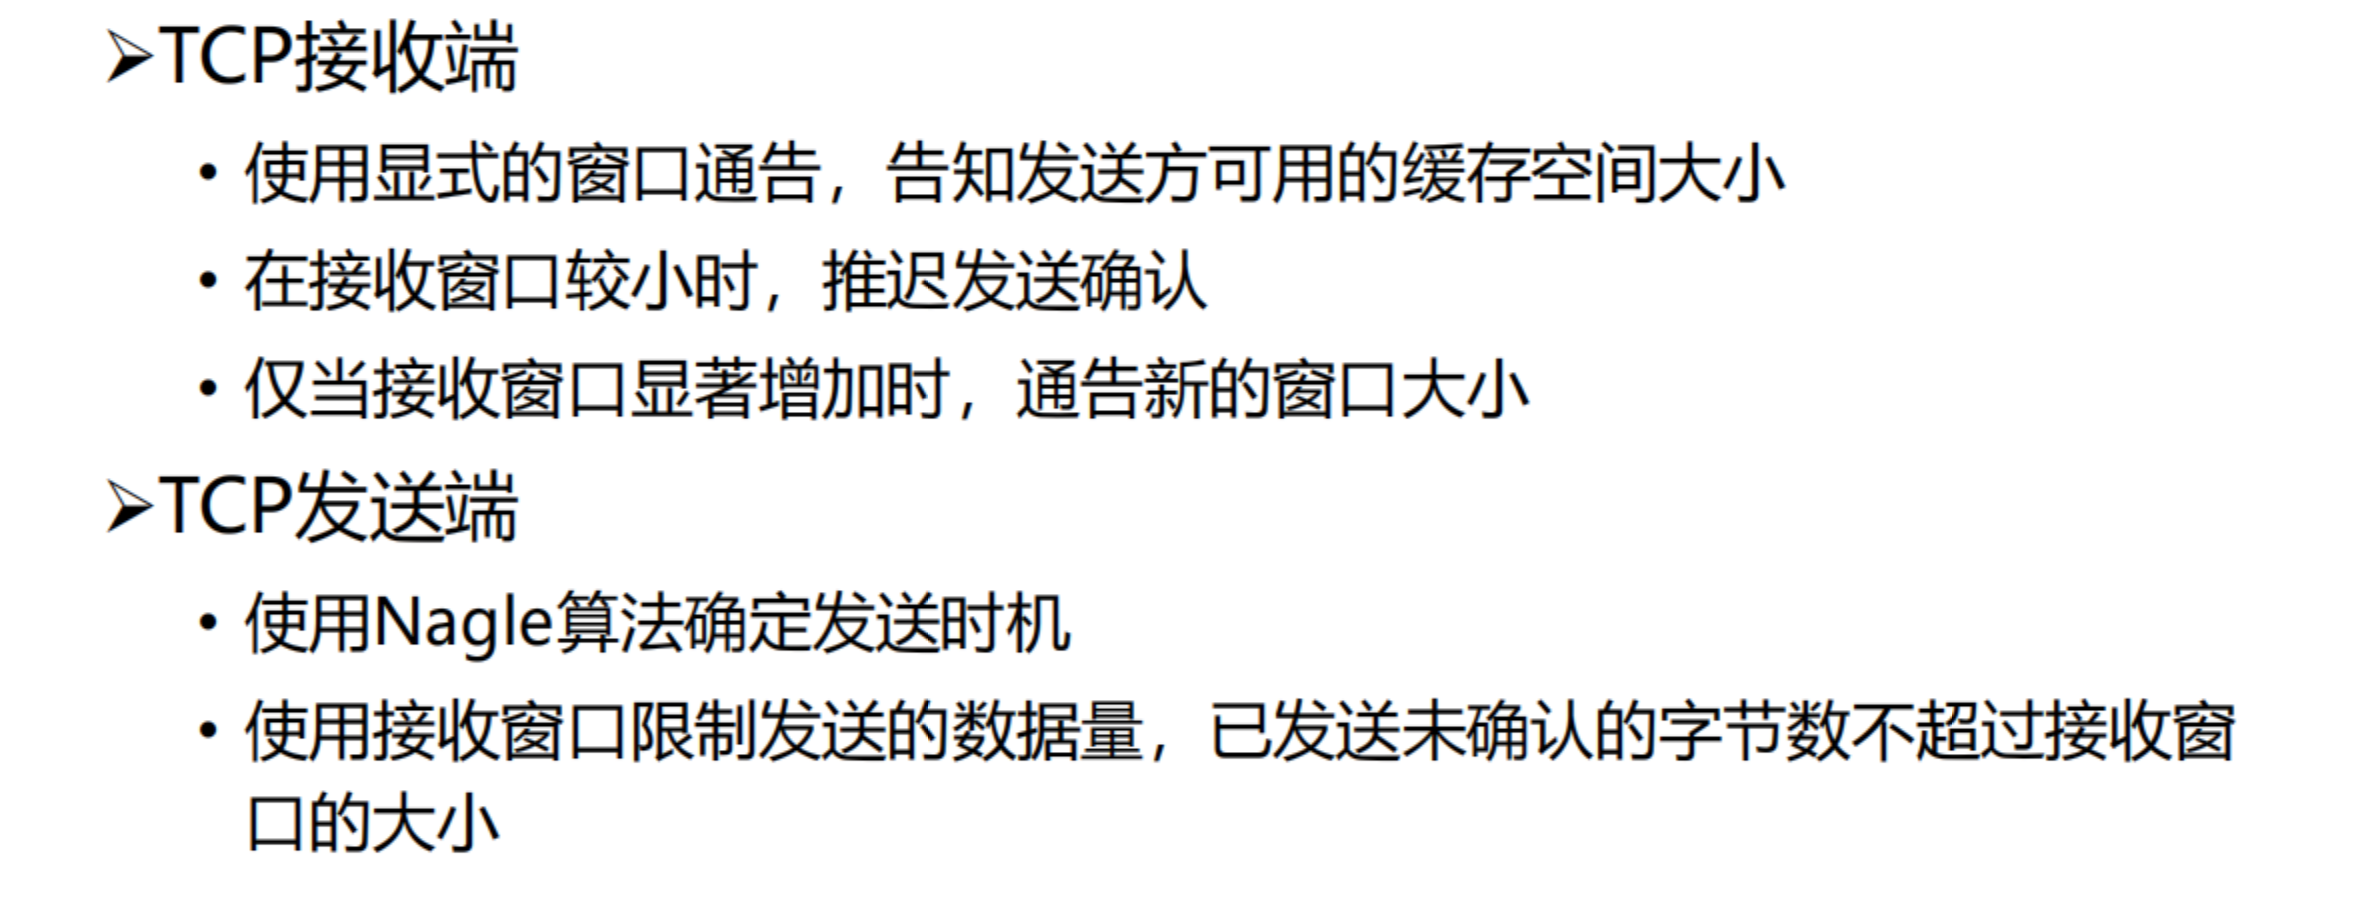 ➢TCP接收端
• 使用显式的窗口通告，告知发送方可用的缓存空间大小
• 在接收窗口较小时，推迟发送确认
• 仅当接收窗口显著增加时，通告新的窗口大小
➢TCP发送端
• 使用Nagle算法确定发送时机
• 使用接收窗口限制发送的数据量，已发送未确认的字节数不超过接收窗
口的大小